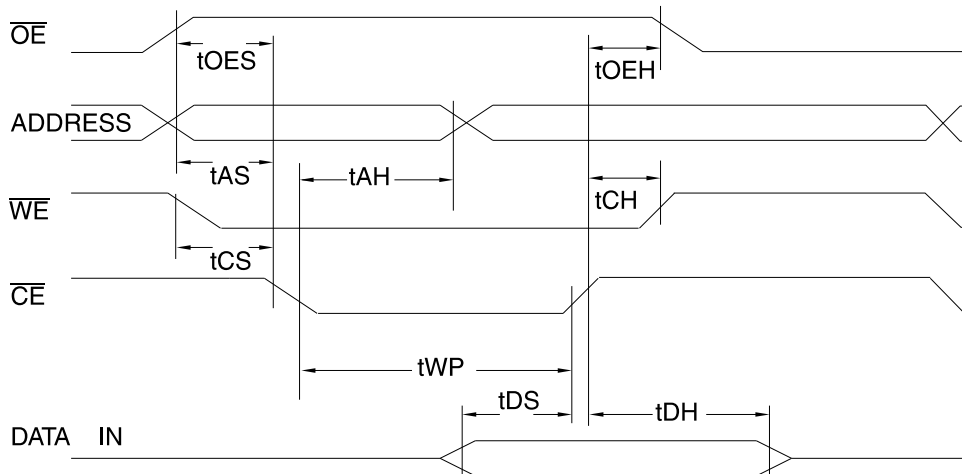 OE
tOES
tOEH
ADDRESS
tAS
tAH
tCH
WE
tCS
CE
tWP
tDS
tDH
DATA IN